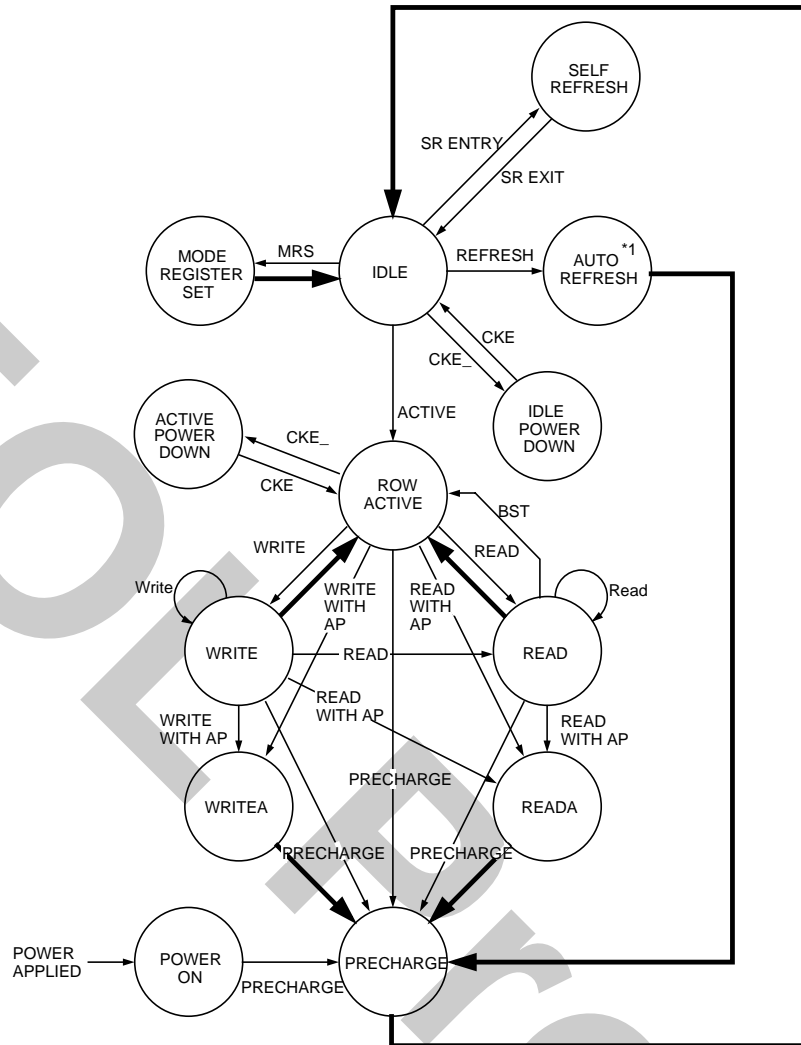 SELF
REFRESH
SR ENTRY
SR EXIT
MODE
REGISTER
SET
MRS
IDLE
REFRESH
AUTO *1
REFRESH
CKE
CKE_
IDLE
POWER
DOWN
ACTIVE
ACTIVE
POWER
DOWN
CKE_
CKE
ROW
ACTIVE
BST
WRITE
READ
Write
WRITE
WITH
AP
READ
WITH
AP
Read
WRITE
READ
READ
WRITE
WITH AP
READ
WITH AP
READ
WITH AP
PRECHARGE
WRITEA
READA
PRECHARGE
PRECHARGE
POWER
APPLIED
POWER
ON
PRECHARGE
PRECHARGE